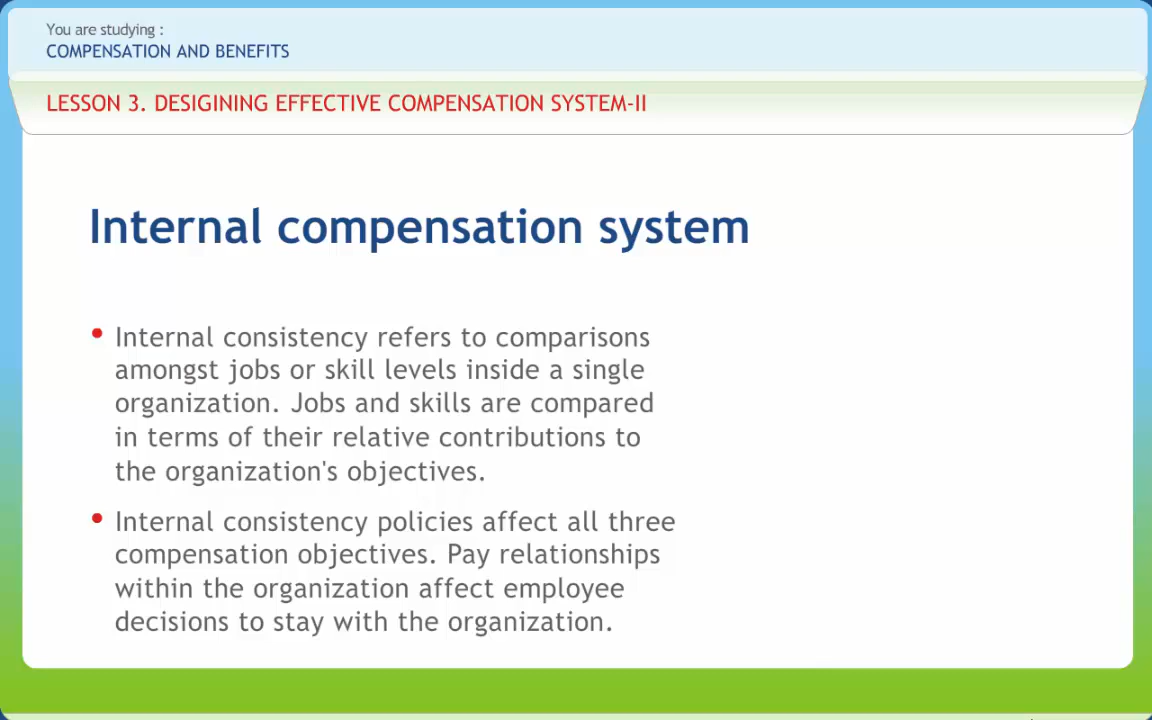 You are studying :
COMPENSATION AND BENEFITS
LESSON 3. DESIGINING EFFECTIVE COMPENSATION SYSTEM-II
Internal compensation system
• Internal consistency refers to comparisons
amongst jobs or skill levels inside a single
organization. Jobs and skills are compared
in terms of their relative contributions to
the organization's objectives.
• Internal consistency policies affect all three
compensation objectives. Pay relationships
within the organization affect employee
decisions to stay with the organization.